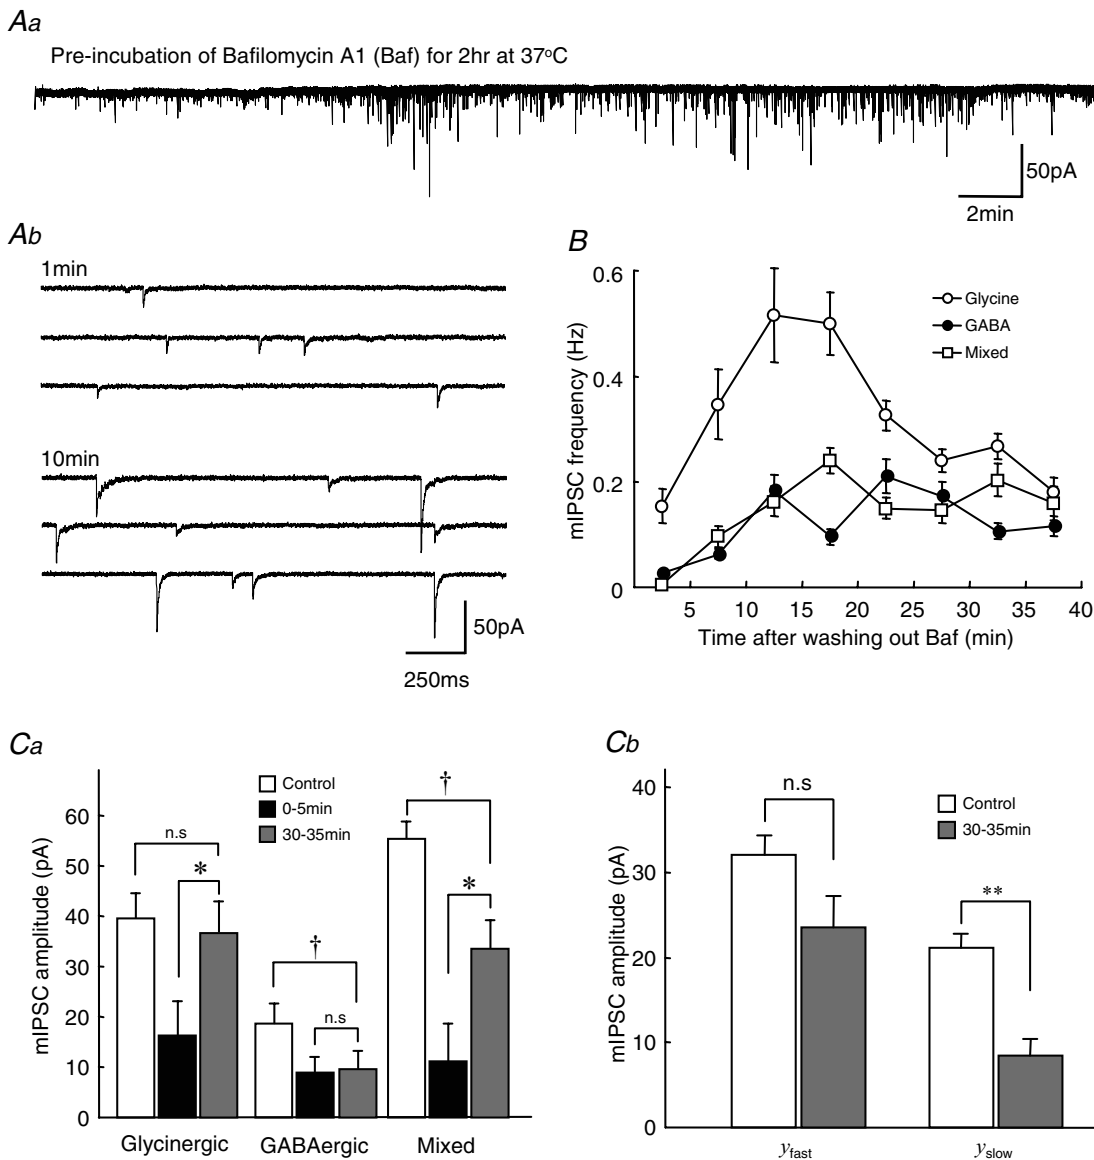 Aa
Pre-incubation of Bafilomycin A1 (Baf) for 2hr at 37°C
50pA
2min
Ab
1min
10min
50pA
250ms
B
mIPSC frequency (Hz)
0.6
0.4
0.2
0
Glycine
GABA
Mixed
5 10 15 20 25 30 35 40
Time after washing out Baf (min)
Ca
mIPSC amplitude (pA)
60
50
40
30
20
10
0
Control
0-5min
30-35min
n.s
*
†
n.s
†
*
Glycinergic GABAergic Mixed
Cb
mIPSC amplitude (pA)
40
30
20
10
0
Control
30-35min
n.s
**
yfast yslow